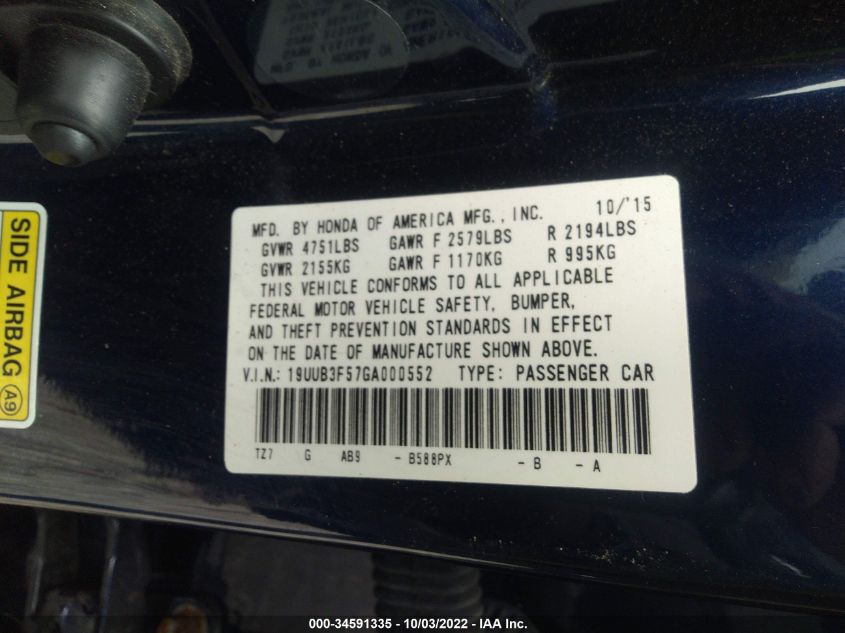 MFD. BY HONDA OF AMERICA MFG., INC. 10/'15
GVWR 4751LBS GAWR F 2579LBS R 2194LBS
GVWR 2155KG GAWR F 1170KG R 995KG
THIS VEHICLE CONFORMS TO ALL APPLICABLE
FEDERAL MOTOR VEHICLE SAFETY, BUMPER,
AND THEFT PREVENTION STANDARDS IN EFFECT
ON THE DATE OF MANUFACTURE SHOWN ABOVE.
V.I.N.: 19UUB3F57GA000552 TYPE: PASSENGER CAR
TZ7 G AB9 - B588PX - B - A
SIDE AIRBAG A9
000-34591335 - 10/03/2022 - IAA Inc.